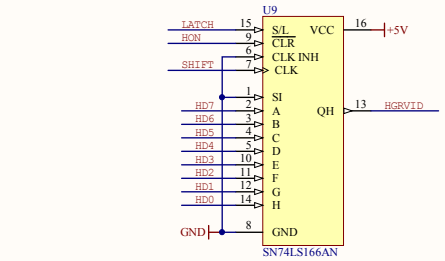 U9
LATCH 15 S/L VCC 16 +5V
HON 9 CLR
6 CLK INH
SHIFT 7 CLK
1 SI
HD7 2 A QH 13 HGRVID
HD6 3 B
HD5 4 C
HD4 5 D
HD3 10 E
HD2 11 F
HD1 12 G
HD0 14 H
GND 8 GND
SN74LS166AN